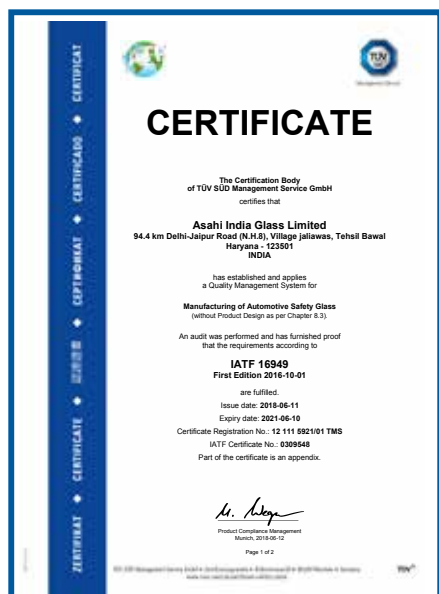 CERTIFICATE
The Certification Body
of TÜV SÜD Management Service GmbH
certifies that
Asahi India Glass Limited
94.4 km Delhi-Jaipur Road (N.H.8), Village jaliawas, Tehsil Bawal
Haryana - 123501
INDIA
has established and applies
a Quality Management System for
Manufacturing of Automotive Safety Glass
(without Product Design as per Chapter 8.3).
An audit was performed and has furnished proof
that the requirements according to
IATF 16949
First Edition 2016-10-01
are fulfilled.
Issue date: 2018-06-11
Expiry date: 2021-06-10
Certificate Registration No.: 12 111 5921/01 TMS
IATF Certificate No.: 0309548
Part of the certificate is an appendix.
Product Compliance Management
Munich, 2018-06-12
Page 1 of 2
TÜV
ZERTIFIKAT ◆ CERTIFICATE ◆
◆ СЕРТИФИКАТ ◆ CERTIFICADO ◆ CERTIFICAT